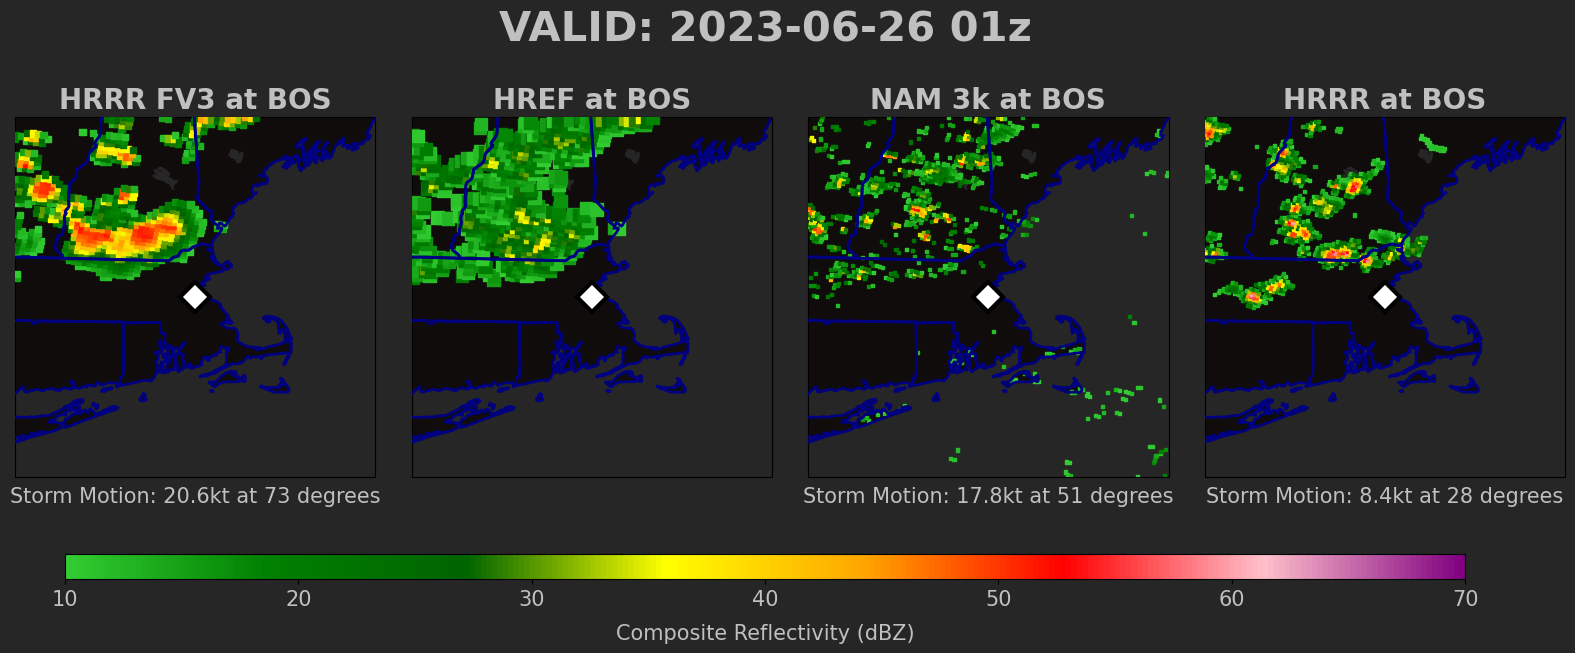 VALID: 2023-06-26 01z
HRRR FV3 at BOS
HREF at BOS
NAM 3k at BOS
HRRR at BOS
Storm Motion: 20.6kt at 73 degrees
Storm Motion: 17.8kt at 51 degrees
Storm Motion: 8.4kt at 28 degrees
10 20 30 40 50 60 70
Composite Reflectivity (dBZ)